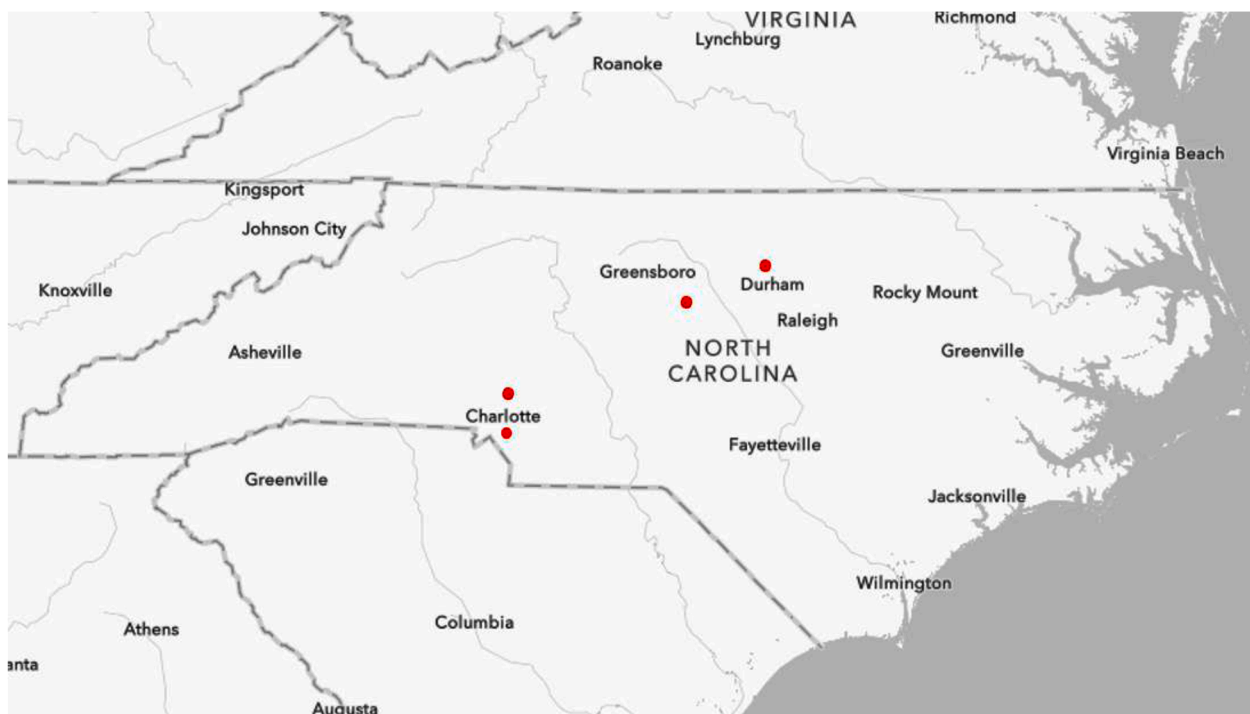 VIRGINIA
Richmond
Lynchburg
Roanoke
Virginia Beach
Kingsport
Johnson City
Greensboro
Durham
Knoxville
Rocky Mount
Raleigh
NORTH
CAROLINA
Asheville
Greenville
Charlotte
Fayetteville
Greenville
Jacksonville
Wilmington
Columbia
Athens
anta
Augusta